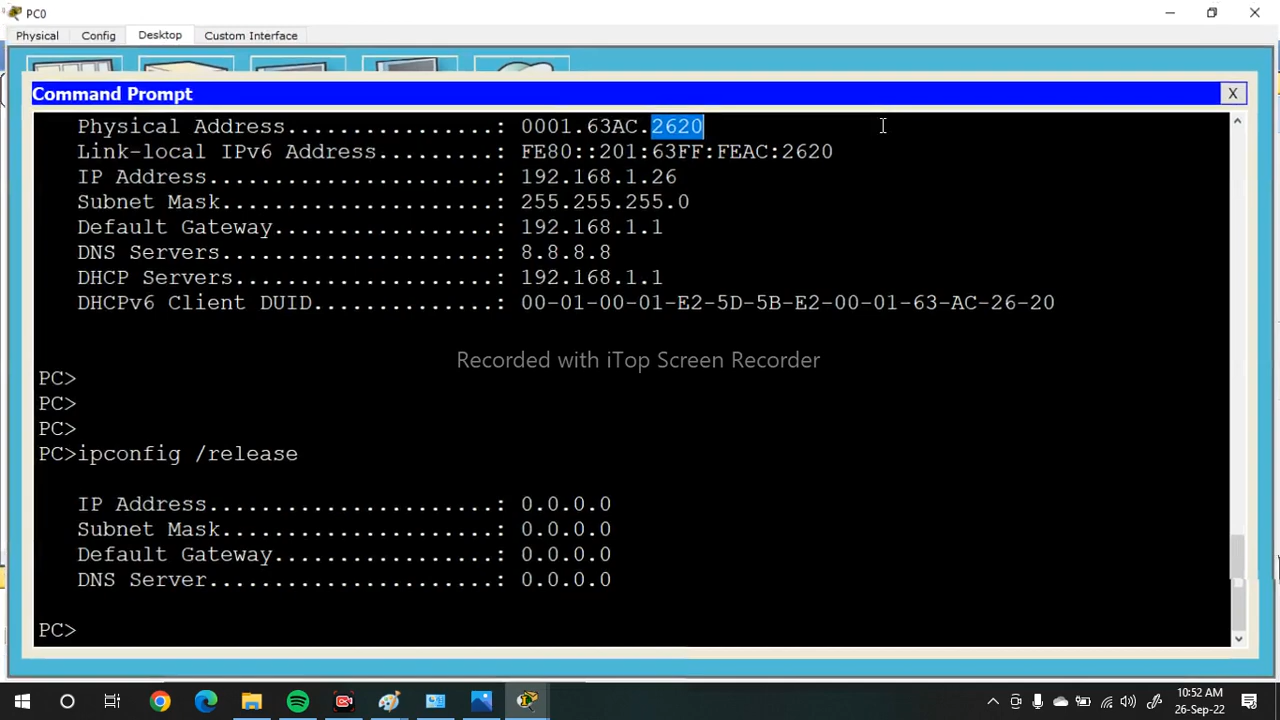 PC0
Physical Config Desktop Custom Interface
Command Prompt X
Physical Address................: 0001.63AC.2620
Link-local IPv6 Address.........: FE80::201:63FF:FEAC:2620
IP Address......................: 192.168.1.26
Subnet Mask.....................: 255.255.255.0
Default Gateway.................: 192.168.1.1
DNS Servers.....................: 8.8.8.8
DHCP Servers....................: 192.168.1.1
DHCPv6 Client DUID..............: 00-01-00-01-E2-5D-5B-E2-00-01-63-AC-26-20
Recorded with iTop Screen Recorder
PC>
PC>
PC>
PC>ipconfig /release
IP Address......................: 0.0.0.0
Subnet Mask.....................: 0.0.0.0
Default Gateway.................: 0.0.0.0
DNS Server......................: 0.0.0.0
PC>
10:52 AM
26-Sep-22